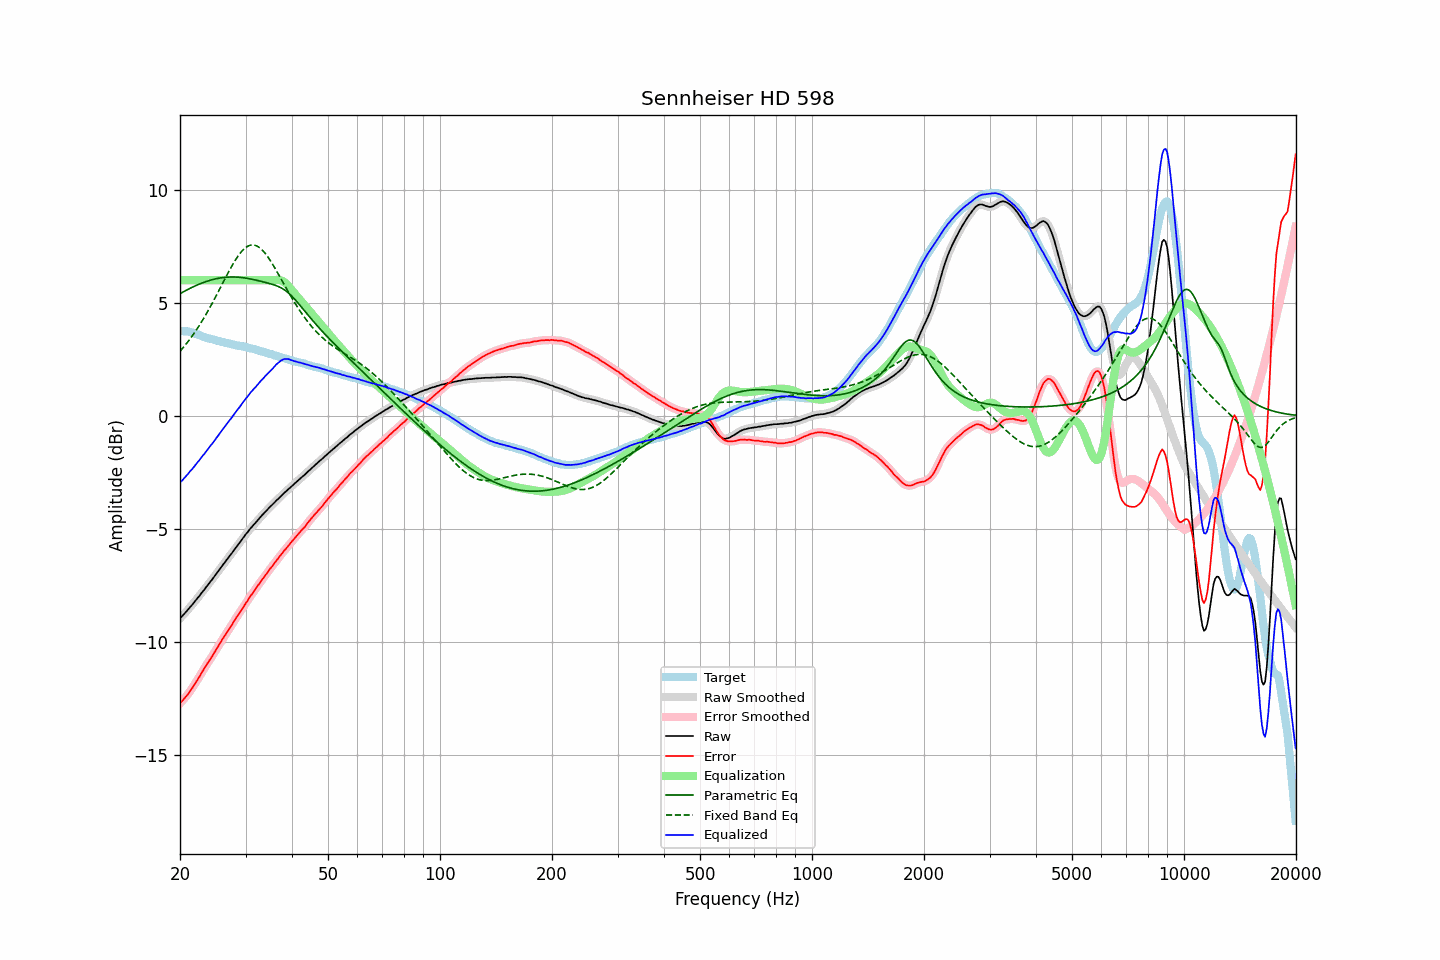 Sennheiser HD 598
Amplitude (dBr)
10
5
0
−5
−10
−15
Target
Raw Smoothed
Error Smoothed
Raw
Error
Equalization
Parametric Eq
Fixed Band Eq
Equalized
20
50
100
200
500
1000
2000
5000
10000
20000
Frequency (Hz)